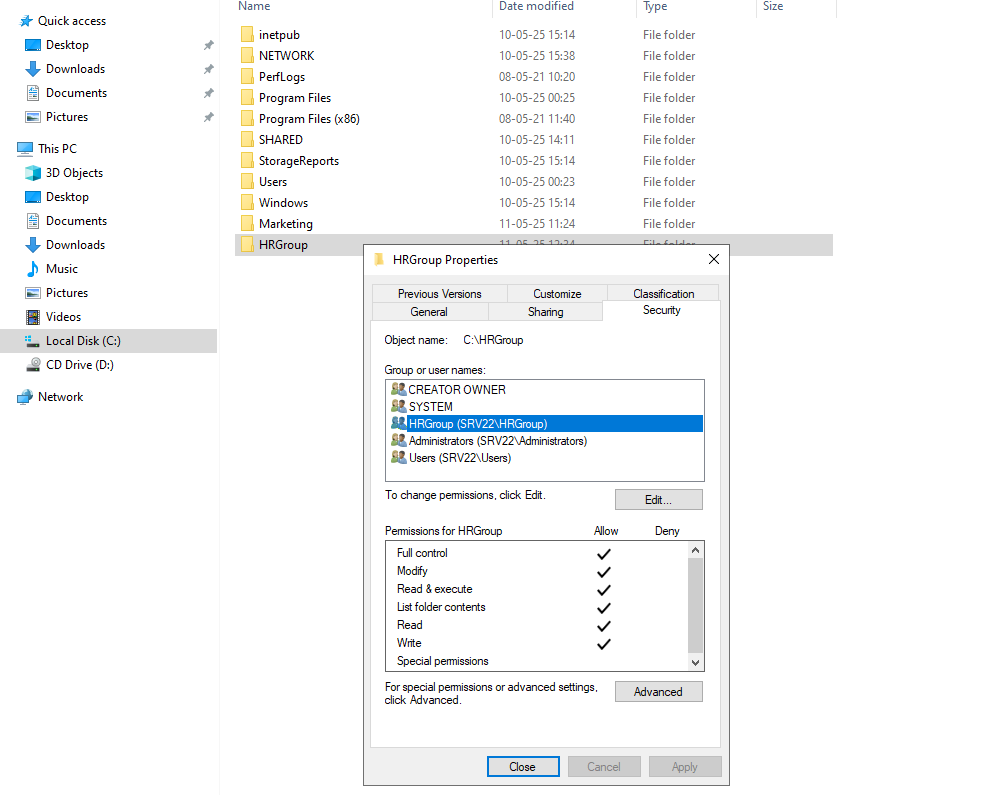 Quick access
Desktop
Downloads
Documents
Pictures
This PC
3D Objects
Desktop
Documents
Downloads
Music
Pictures
Videos
Local Disk (C:)
CD Drive (D:)
Network
Name Date modified Type Size
inetpub 10-05-25 15:14 File folder
NETWORK 10-05-25 15:38 File folder
PerfLogs 08-05-21 10:20 File folder
Program Files 10-05-25 00:25 File folder
Program Files (x86) 08-05-21 11:40 File folder
SHARED 10-05-25 14:11 File folder
StorageReports 10-05-25 15:14 File folder
Users 10-05-25 00:23 File folder
Windows 10-05-25 15:14 File folder
Marketing 11-05-25 11:24 File folder
HRGroup File folder
HRGroup Properties
Previous Versions Customize Classification
General Sharing Security
Object name: C:\HRGroup
Group or user names:
CREATOR OWNER
SYSTEM
HRGroup (SRV22\HRGroup)
Administrators (SRV22\Administrators)
Users (SRV22\Users)
To change permissions, click Edit.
Edit...
Permissions for HRGroup Allow Deny
Full control
Modify
Read & execute
List folder contents
Read
Write
Special permissions
For special permissions or advanced settings,
click Advanced.
Advanced
Close Cancel Apply